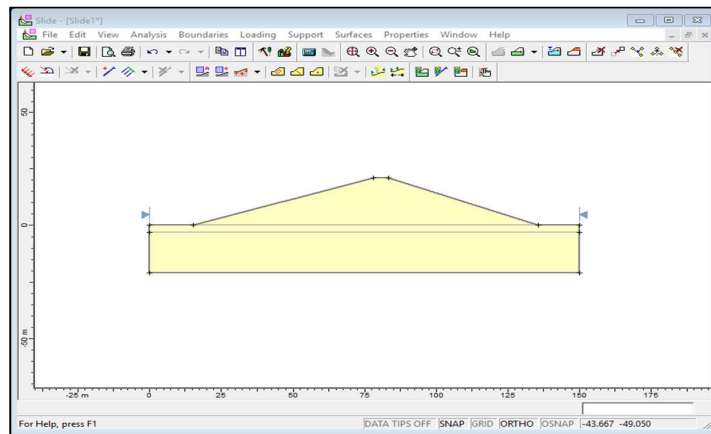 Slide - [Slide1*]
File Edit View Analysis Boundaries Loading Support Surfaces Properties Window Help
50
0
-50 m
-25 m 0 25 50 75 100 125 150 175
For Help, press F1 DATA TIPS OFF SNAP GRID ORTHO OSNAP -43.667 -49.050